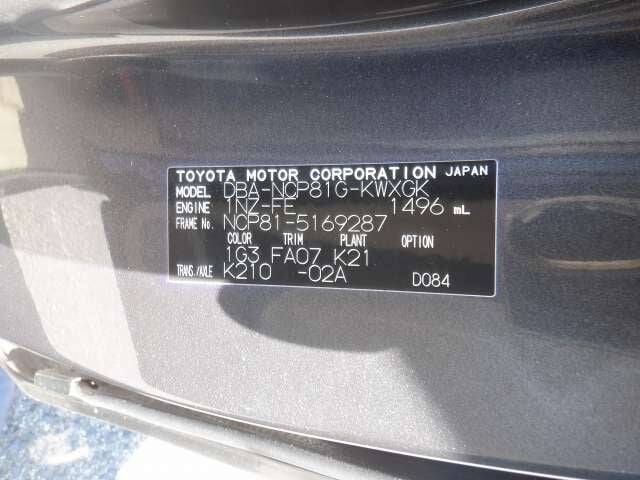 TOYOTA MOTOR CORPORATION JAPAN
MODEL DBA-NCP81G-KWXGK
ENGINE 1NZ-FE 1496 mL
FRAME No. NCP81-5169287
COLOR TRIM PLANT OPTION
1G3 FA07 K21
TRANS./AXLE K210 -02A
D084